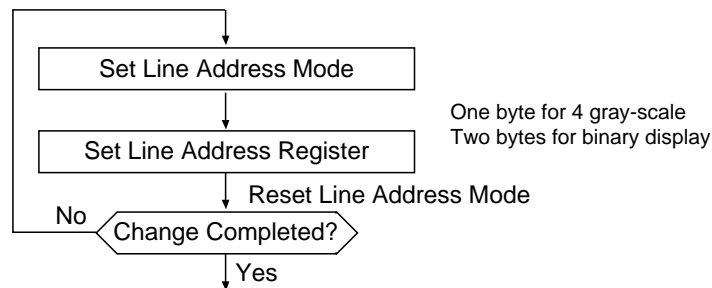 Set Line Address Mode
One byte for 4 gray-scale
Two bytes for binary display
Set Line Address Register
Reset Line Address Mode
No
Change Completed?
Yes